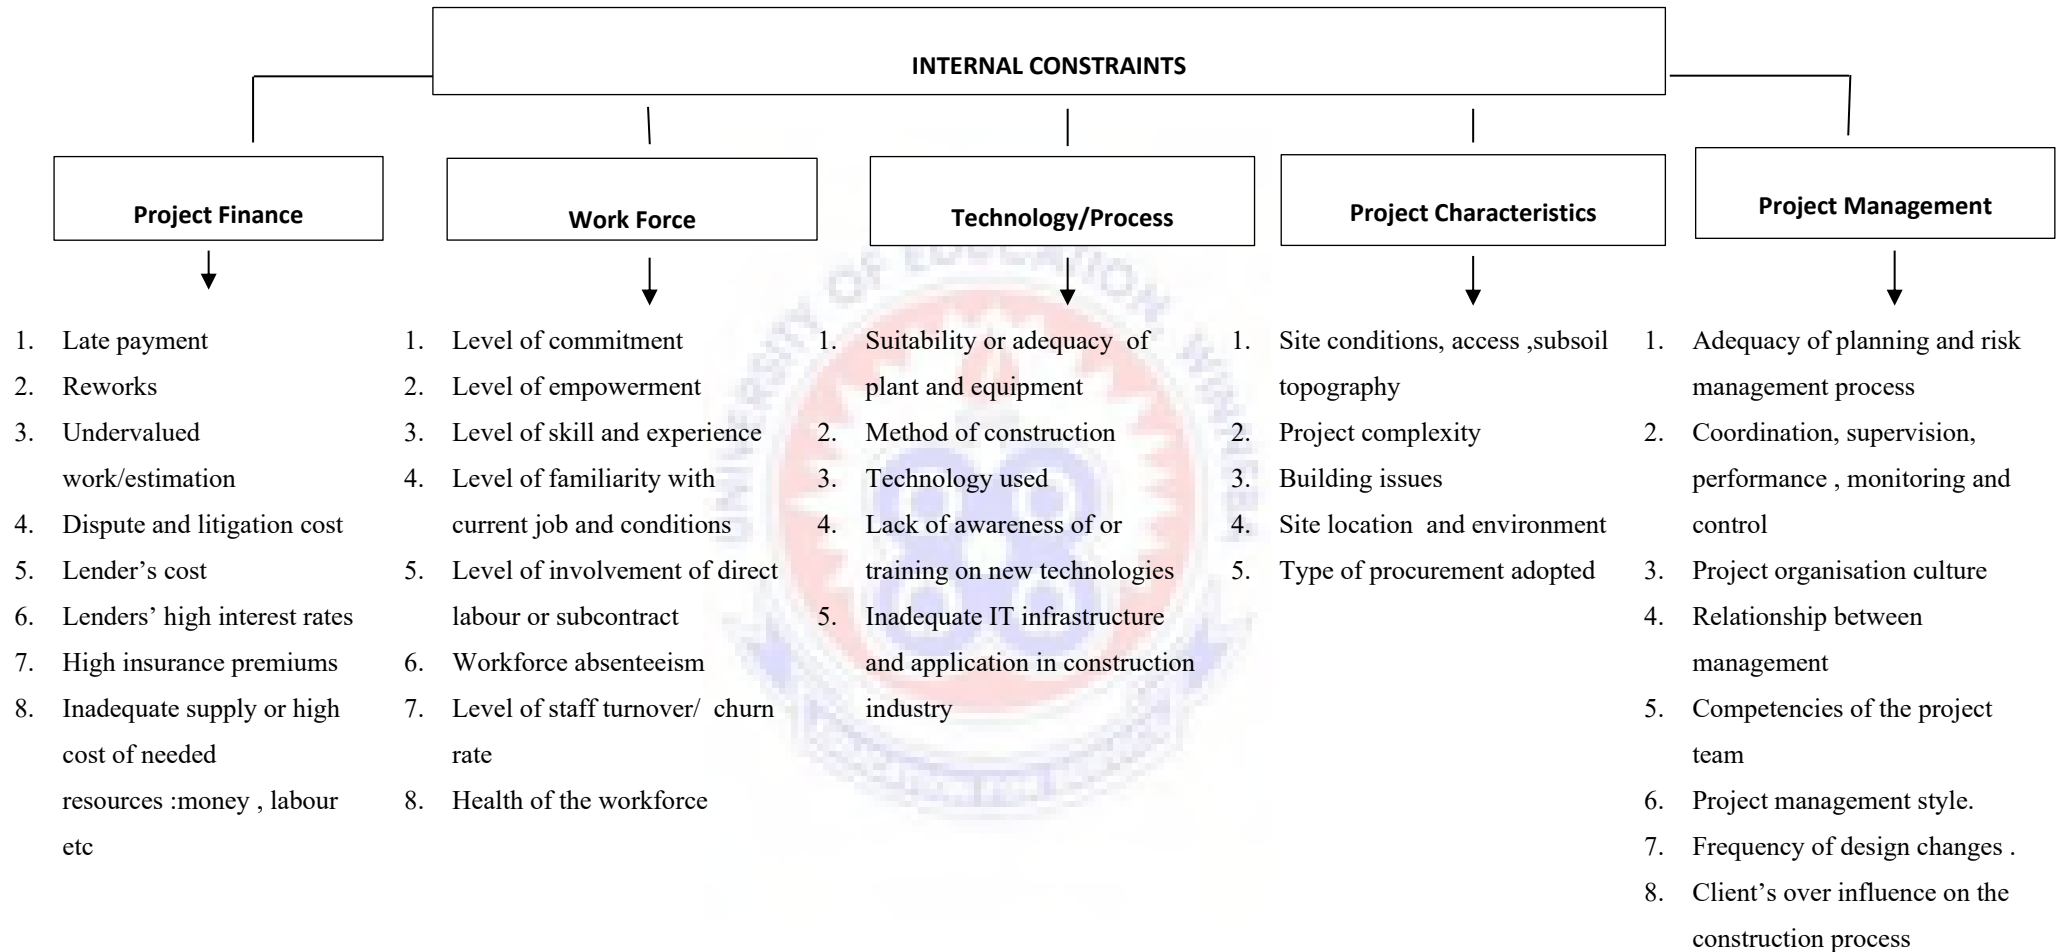 INTERNAL CONSTRAINTS
Project Finance
1. Late payment
2. Reworks
3. Undervalued
work/estimation
4. Dispute and litigation cost
5. Lender’s cost
6. Lenders’ high interest rates
7. High insurance premiums
8. Inadequate supply or high
cost of needed
resources :money , labour
etc
Work Force
1. Level of commitment
2. Level of empowerment
3. Level of skill and experience
4. Level of familiarity with
current job and conditions
5. Level of involvement of direct
labour or subcontract
6. Workforce absenteeism
7. Level of staff turnover/ churn
rate
8. Health of the workforce
Technology/Process
1. Suitability or adequacy of
plant and equipment
2. Method of construction
3. Technology used
4. Lack of awareness of or
training on new technologies
5. Inadequate IT infrastructure
and application in construction
industry
Project Characteristics
1. Site conditions, access ,subsoil
topography
2. Project complexity
3. Building issues
4. Site location and environment
5. Type of procurement adopted
Project Management
1. Adequacy of planning and risk
management process
2. Coordination, supervision,
performance , monitoring and
control
3. Project organisation culture
4. Relationship between
management
5. Competencies of the project
team
6. Project management style.
7. Frequency of design changes .
8. Client’s over influence on the
construction process
UNIVERSITY OF EDUCATION